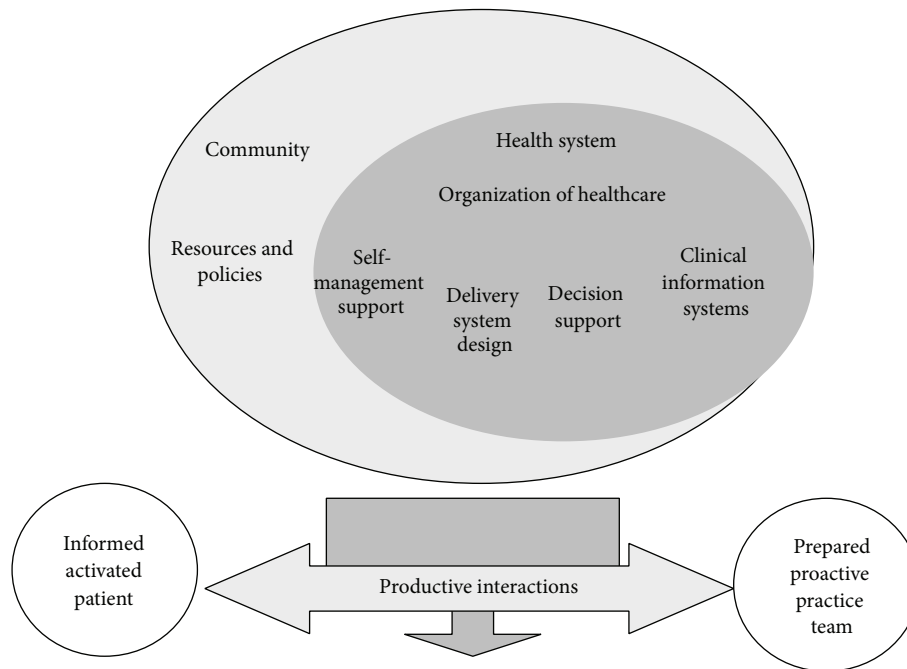 Community
Health system
Organization of healthcare
Resources and
policies
Self-
management
support
Delivery
system
design
Decision
support
Clinical
information
systems
Informed
activated
patient
Productive interactions
Prepared
proactive
practice
team